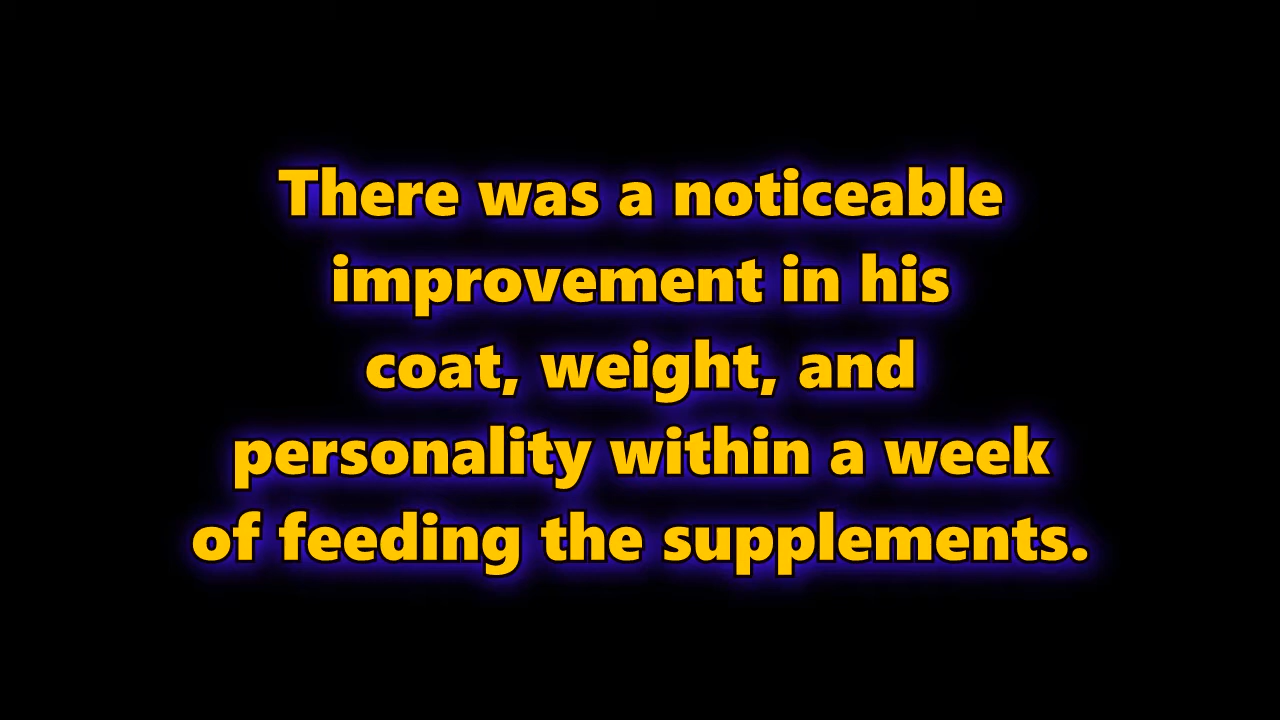 There was a noticeable
improvement in his
coat, weight, and
personality within a week
of feeding the supplements.